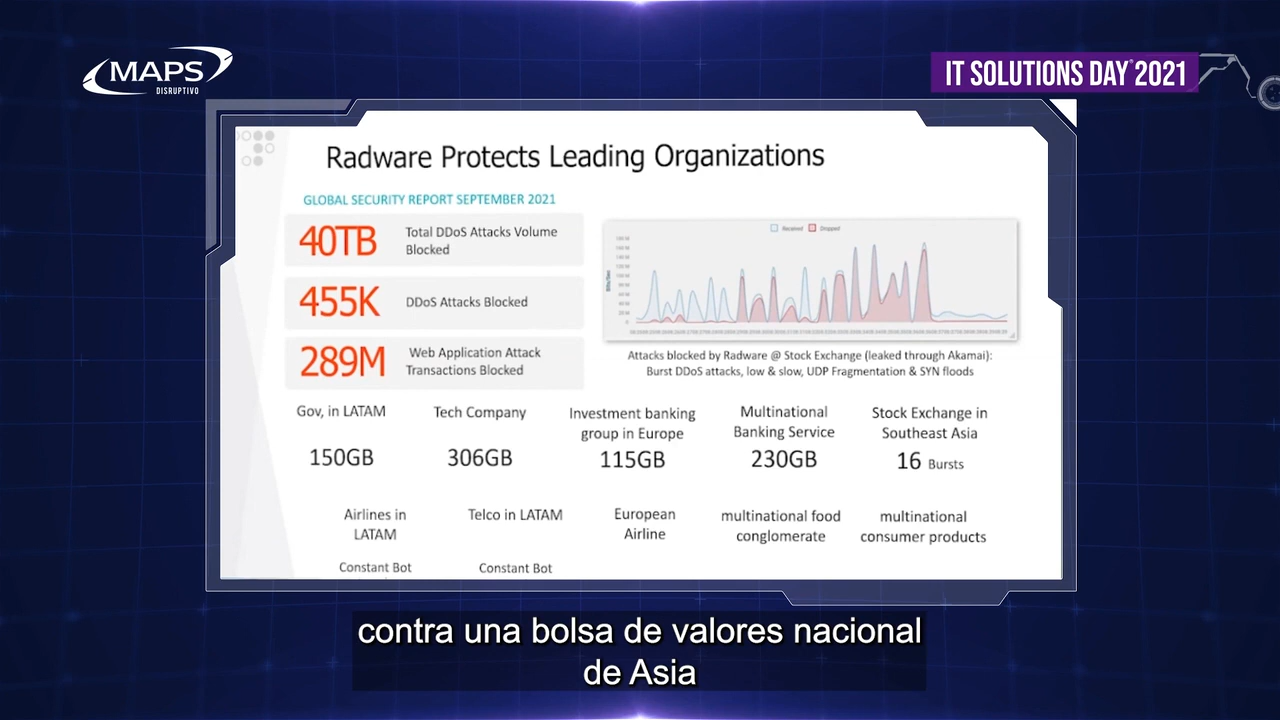 MAPS
DISRUPTIVO
IT SOLUTIONS DAY 2021
Radware Protects Leading Organizations
GLOBAL SECURITY REPORT SEPTEMBER 2021
40TB
Total DDoS Attacks Volume
Blocked
455K
DDoS Attacks Blocked
289M
Web Application Attack
Transactions Blocked
Received Dropped
Bits/Sec
Attacks blocked by Radware @ Stock Exchange (leaked through Akamai):
Burst DDoS attacks, low & slow, UDP Fragmentation & SYN floods
Gov, in LATAM
150GB
Tech Company
306GB
Investment banking
group in Europe
115GB
Multinational
Banking Service
230GB
Stock Exchange in
Southeast Asia
16 Bursts
Airlines in
LATAM
Constant Bot
Telco in LATAM
Constant Bot
European
Airline
multinational food
conglomerate
multinational
consumer products
contra una bolsa de valores nacional
de Asia